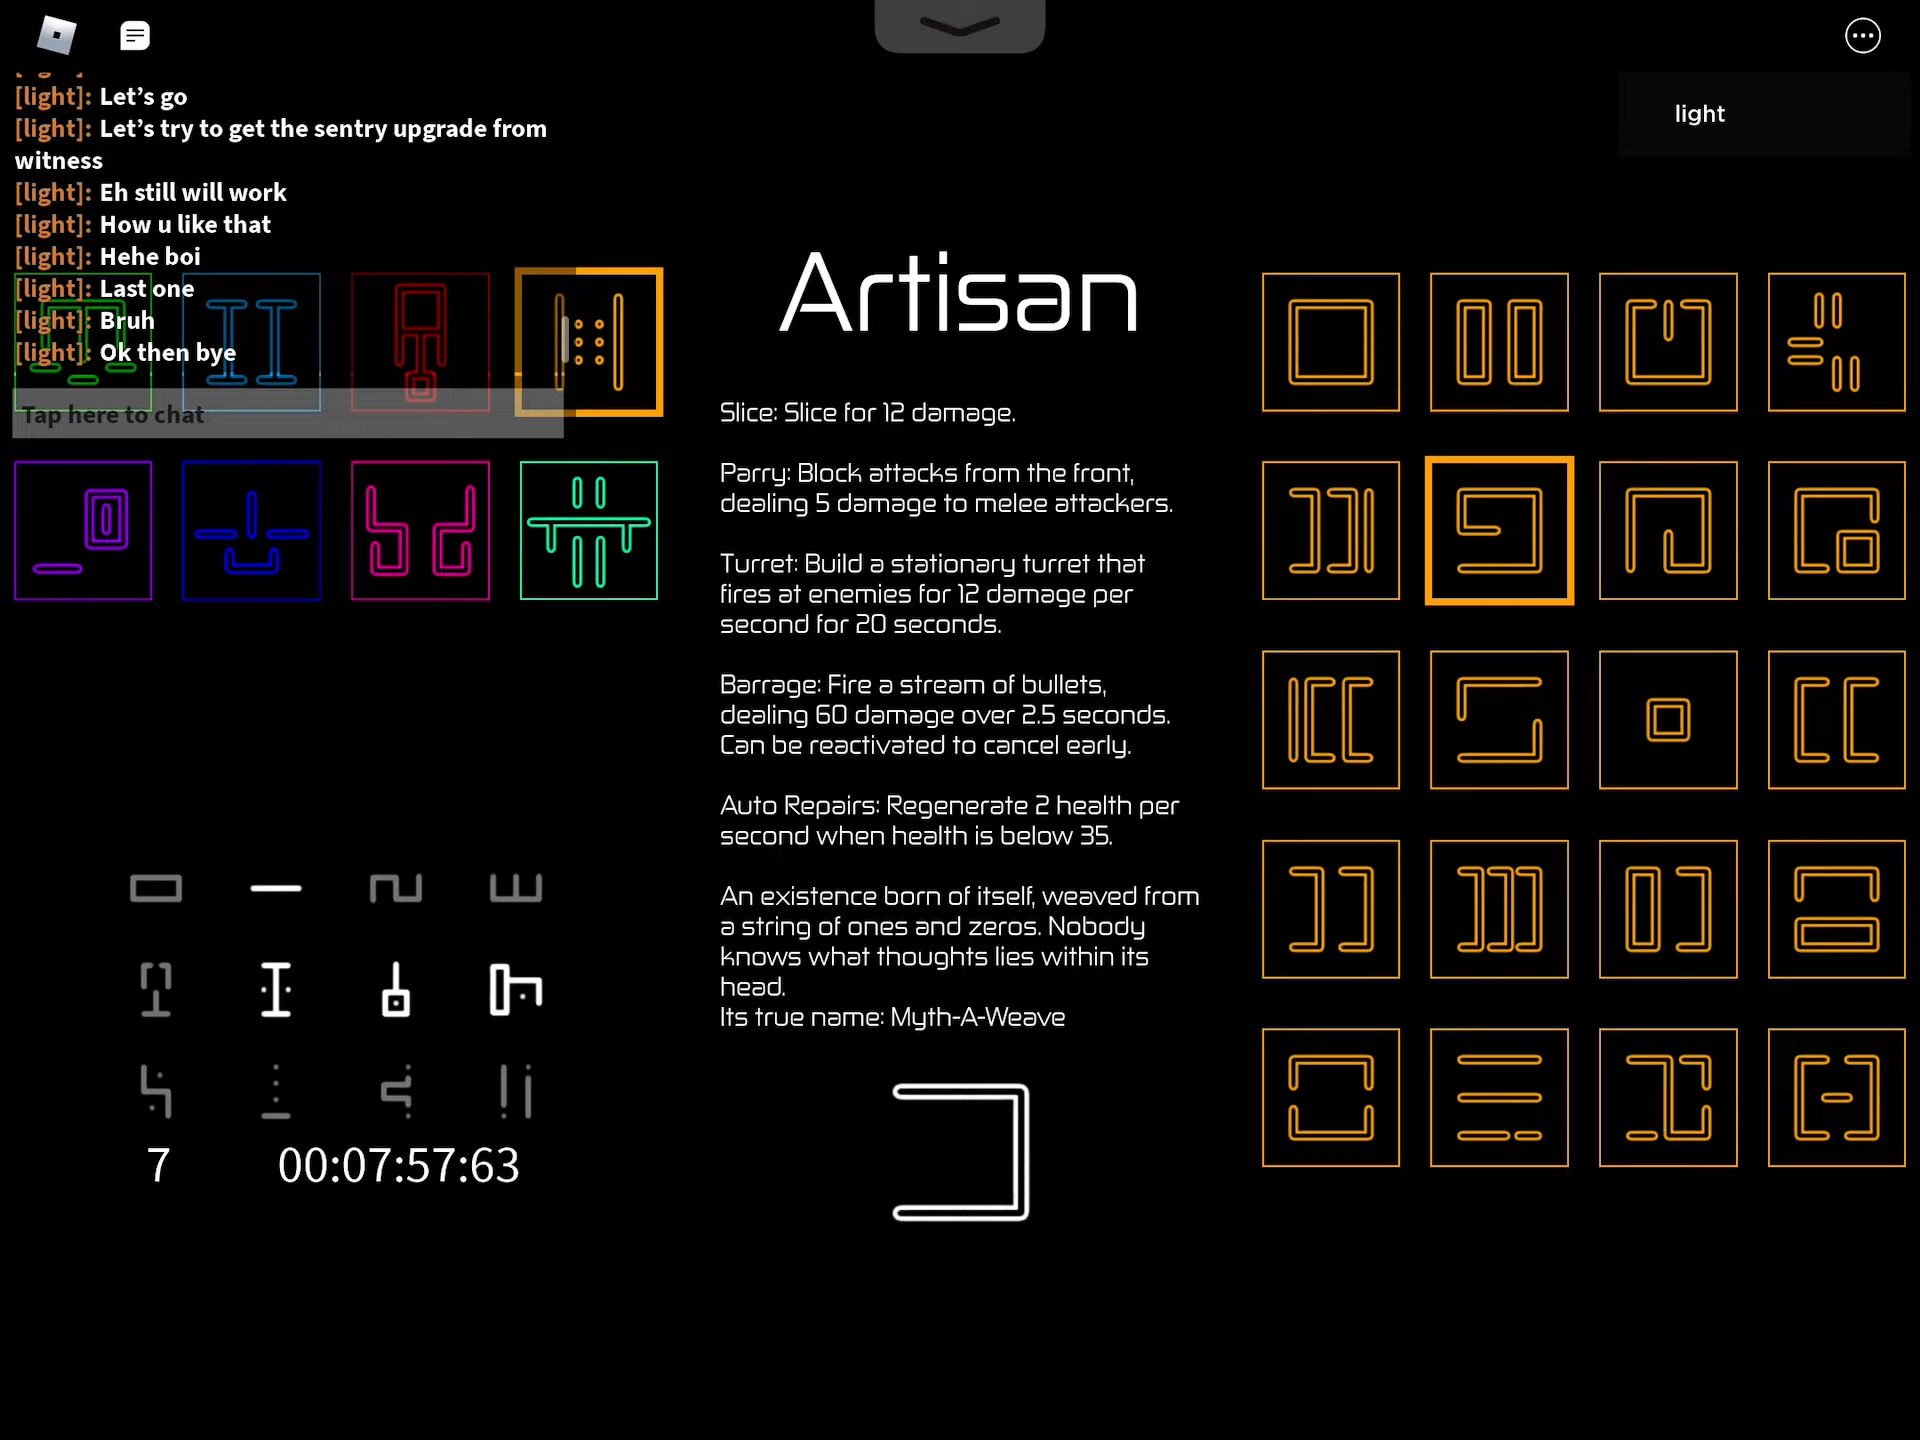 [light]: Let’s go
[light]: Let’s try to get the sentry upgrade from
witness
[light]: Eh still will work
[light]: How u like that
[light]: Hehe boi
[light]: Last one
[light]: Bruh
[light]: Ok then bye
Tap here to chat
light
Artisan
Slice: Slice for 12 damage.
Parry: Block attacks from the front,
dealing 5 damage to melee attackers.
Turret: Build a stationary turret that
fires at enemies for 12 damage per
second for 20 seconds.
Barrage: Fire a stream of bullets,
dealing 60 damage over 2.5 seconds.
Can be reactivated to cancel early.
Auto Repairs: Regenerate 2 health per
second when health is below 35.
An existence born of itself, weaved from
a string of ones and zeros. Nobody
knows what thoughts lies within its
head.
Its true name: Myth-A-Weave
7 00:07:57:63